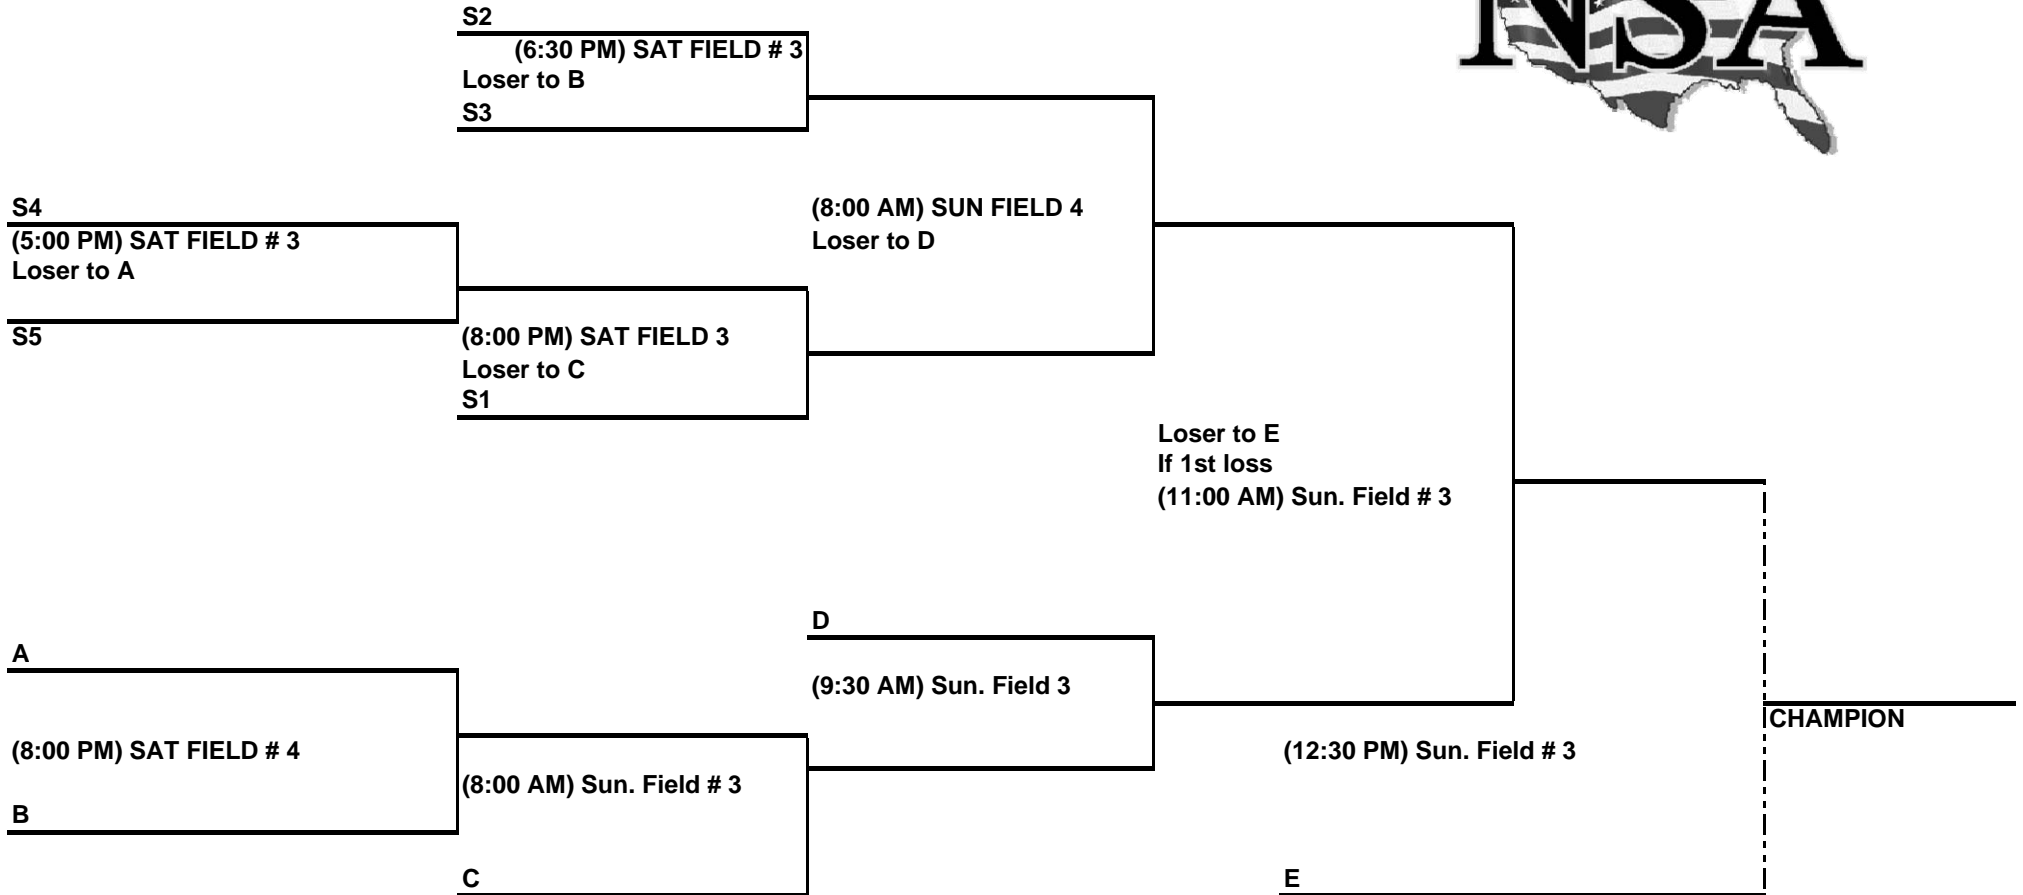 NSA
S2
(6:30 PM) SAT FIELD # 3
Loser to B
S3
S4
(5:00 PM) SAT FIELD # 3
Loser to A
S5
(8:00 AM) SUN FIELD 4
Loser to D
(8:00 PM) SAT FIELD 3
Loser to C
S1
Loser to E
If 1st loss
(11:00 AM) Sun. Field # 3
D
A
(9:30 AM) Sun. Field 3
CHAMPION
(8:00 PM) SAT FIELD # 4
(12:30 PM) Sun. Field # 3
(8:00 AM) Sun. Field # 3
B
C
E